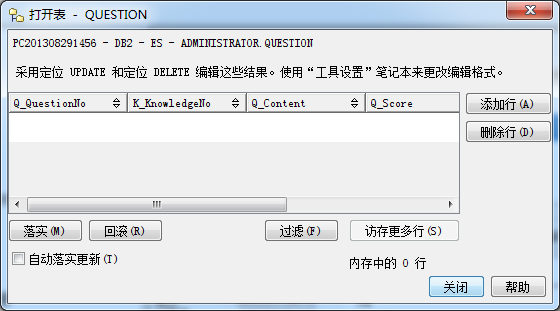 打开表 - QUESTION
PC201308291456 - DB2 - ES - ADMINISTRATOR.QUESTION
采用定位 UPDATE 和定位 DELETE 编辑这些结果。使用“工具设置”笔记本来更改编辑格式。
Q_QuestionNo K_KnowledgeNo Q_Content Q_Score
添加行(A)
删除行(D)
落实(M) 回滚(R) 过滤(F) 访存更多行(S)
自动落实更新(T) 内存中的 0 行
关闭 帮助